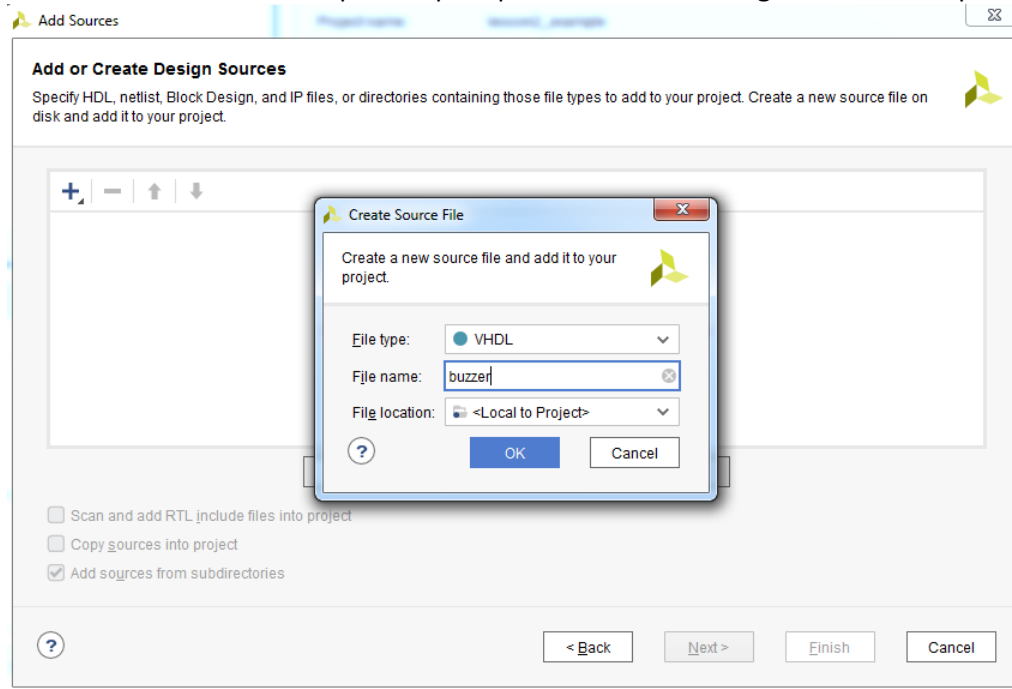 Add Sources
Add or Create Design Sources
Specify HDL, netlist, Block Design, and IP files, or directories containing those file types to add to your project. Create a new source file on
disk and add it to your project.
Create Source File
Create a new source file and add it to your
project.
File type: VHDL
File name: buzzer
File location: <Local to Project>
? OK Cancel
Scan and add RTL include files into project
Copy sources into project
Add sources from subdirectories
? < Back Next > Finish Cancel